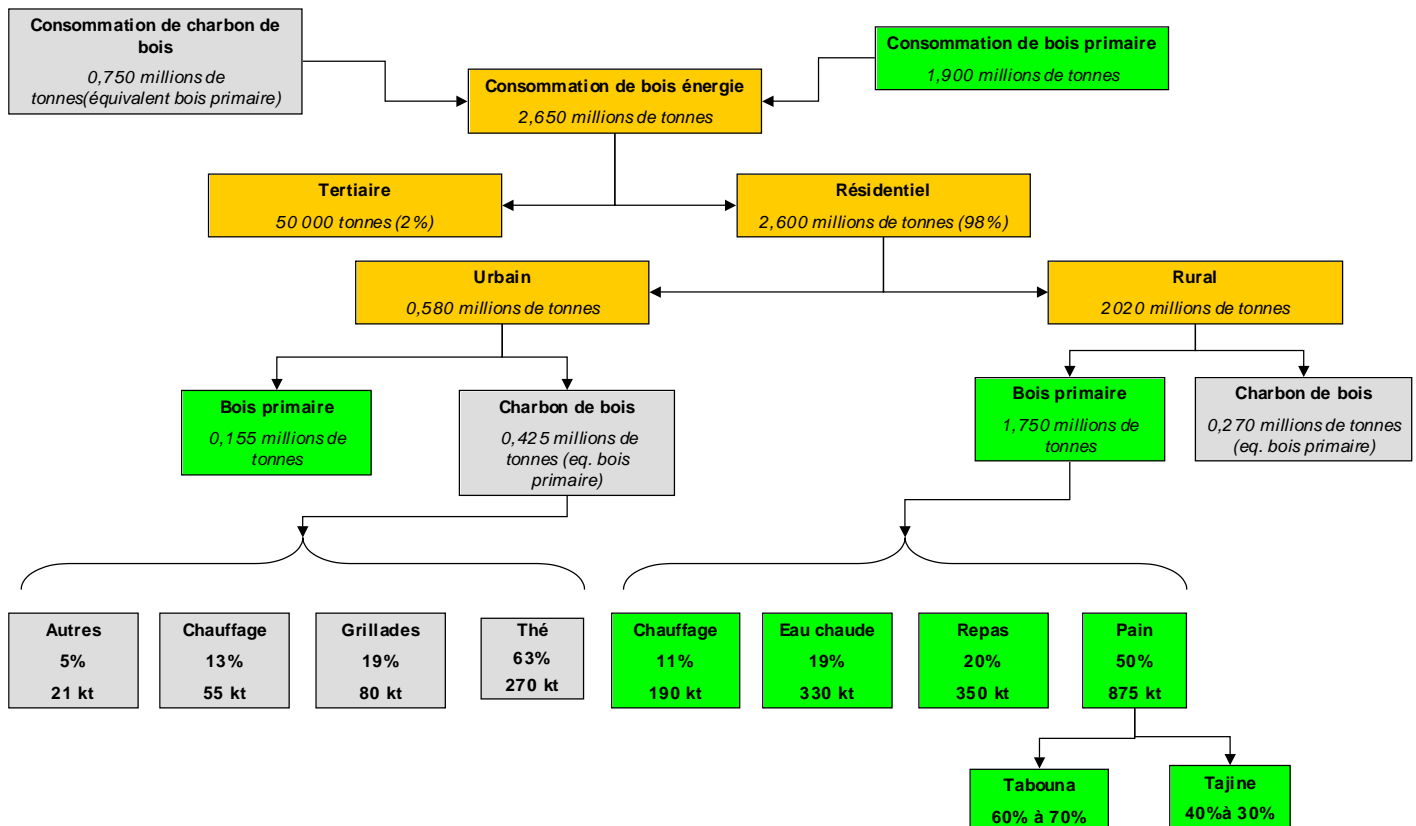 Consommation de charbon de
bois
0,750 millions de
tonnes(équivalent bois primaire)
Consommation de bois primaire
1,900 millions de tonnes
Consommation de bois énergie
2,650 millions de tonnes
Tertiaire
50 000 tonnes (2%)
Résidentiel
2,600 millions de tonnes (98%)
Urbain
0,580 millions de tonnes
Rural
2020 millions de tonnes
Bois primaire
0,155 millions de
tonnes
Charbon de bois
0,425 millions de
tonnes (eq. bois
primaire)
Bois primaire
1,750 millions de
tonnes
Charbon de bois
0,270 millions de tonnes
(eq. bois primaire)
Autres
5%
21 kt
Chauffage
13%
55 kt
Grillades
19%
80 kt
Thé
63%
270 kt
Chauffage
11%
190 kt
Eau chaude
19%
330 kt
Repas
20%
350 kt
Pain
50%
875 kt
Tabouna
60% à 70%
Tajine
40%à 30%